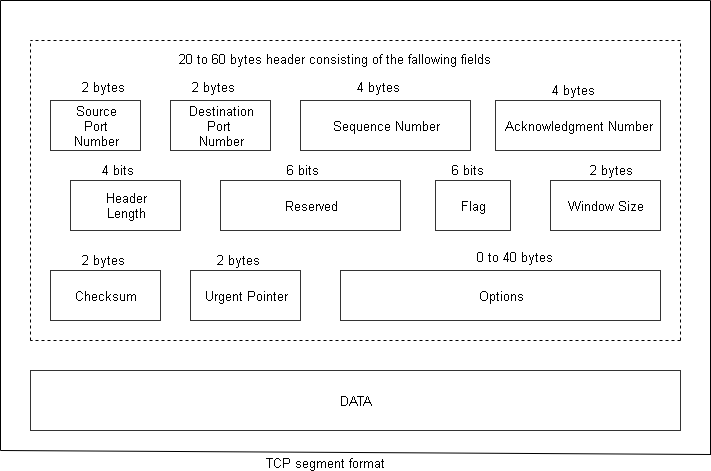 20 to 60 bytes header consisting of the fallowing fields
2 bytes
2 bytes
4 bytes
4 bytes
Source
Port
Number
Destination
Port
Number
Sequence Number
Acknowledgment Number
4 bits
6 bits
6 bits
2 bytes
Header
Length
Reserved
Flag
Window Size
2 bytes
2 bytes
0 to 40 bytes
Checksum
Urgent Pointer
Options
DATA
TCP segment format